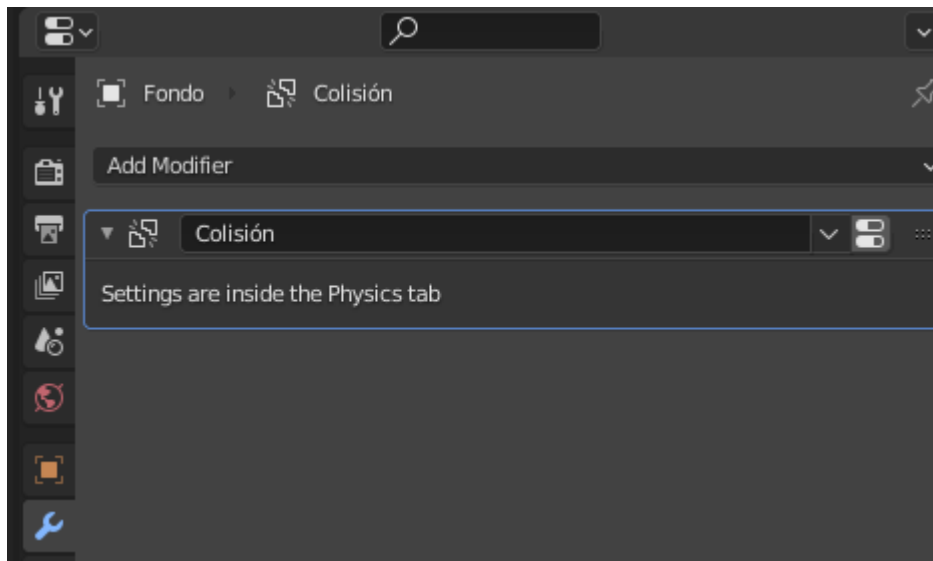 Fondo Colisión
Add Modifier
Colisión
Settings are inside the Physics tab